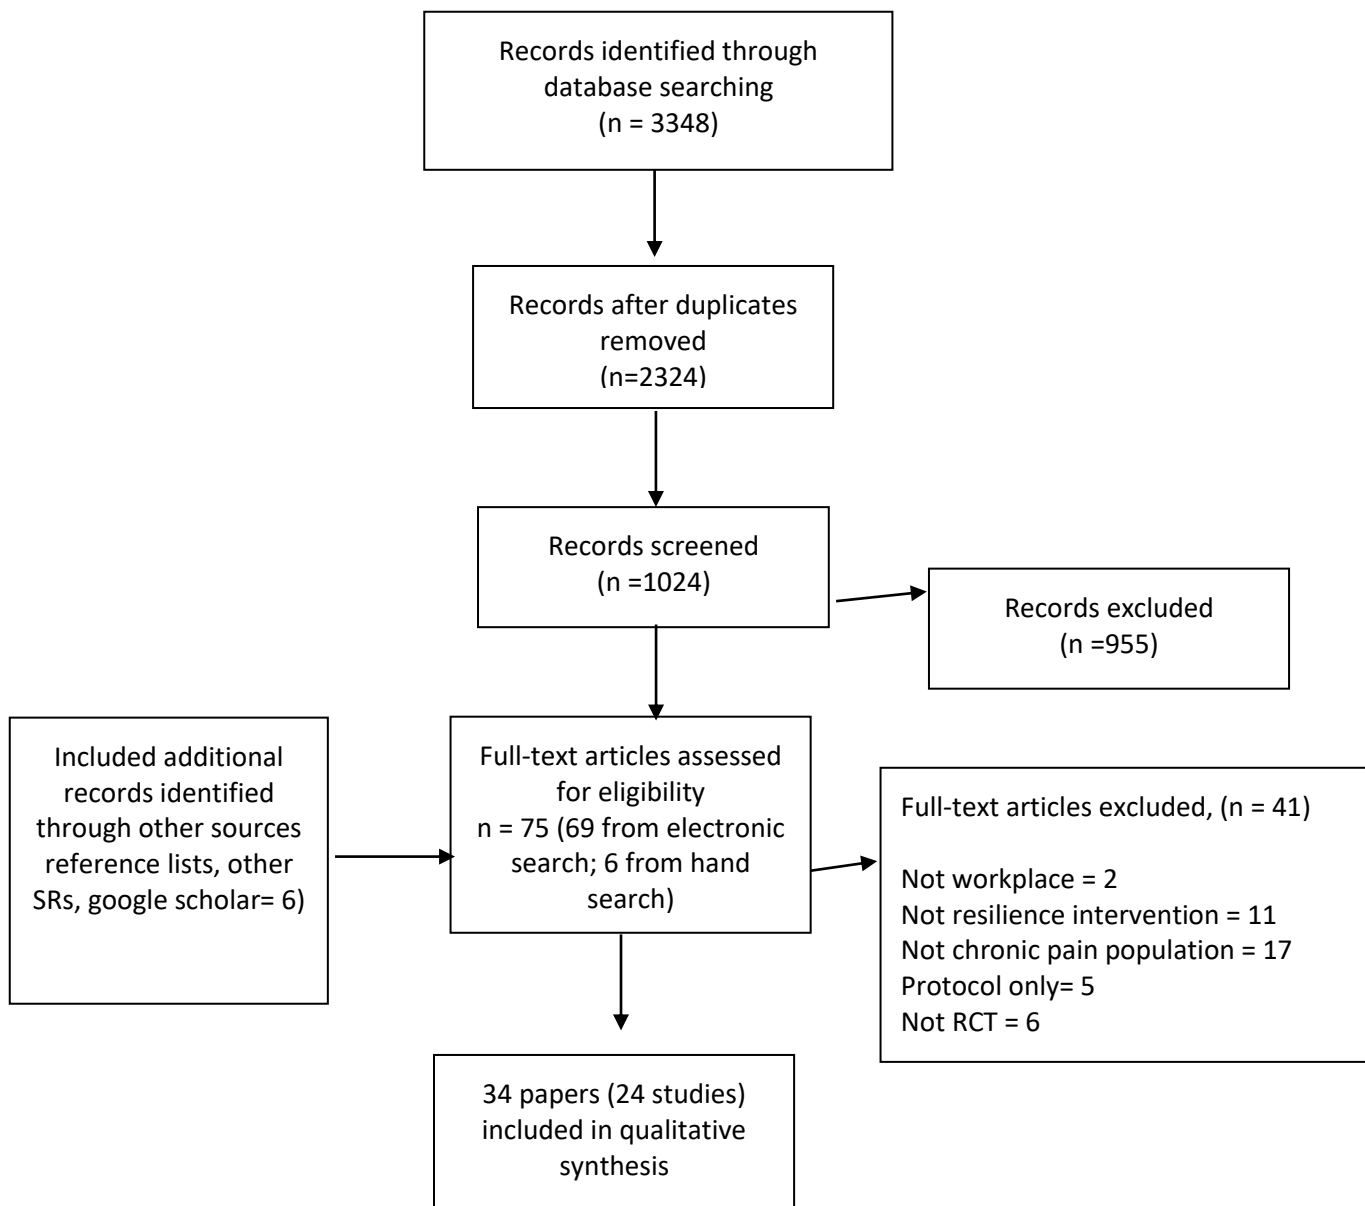 Records identified through
database searching
(n = 3348)
Records after duplicates
removed
(n=2324)
Records screened
(n =1024)
Records excluded
(n =955)
Included additional
records identified
through other sources
reference lists, other
SRs, google scholar= 6)
Full-text articles assessed
for eligibility
n = 75 (69 from electronic
search; 6 from hand
search)
Full-text articles excluded, (n = 41)
Not workplace = 2
Not resilience intervention = 11
Not chronic pain population = 17
Protocol only= 5
Not RCT = 6
34 papers (24 studies)
included in qualitative
synthesis